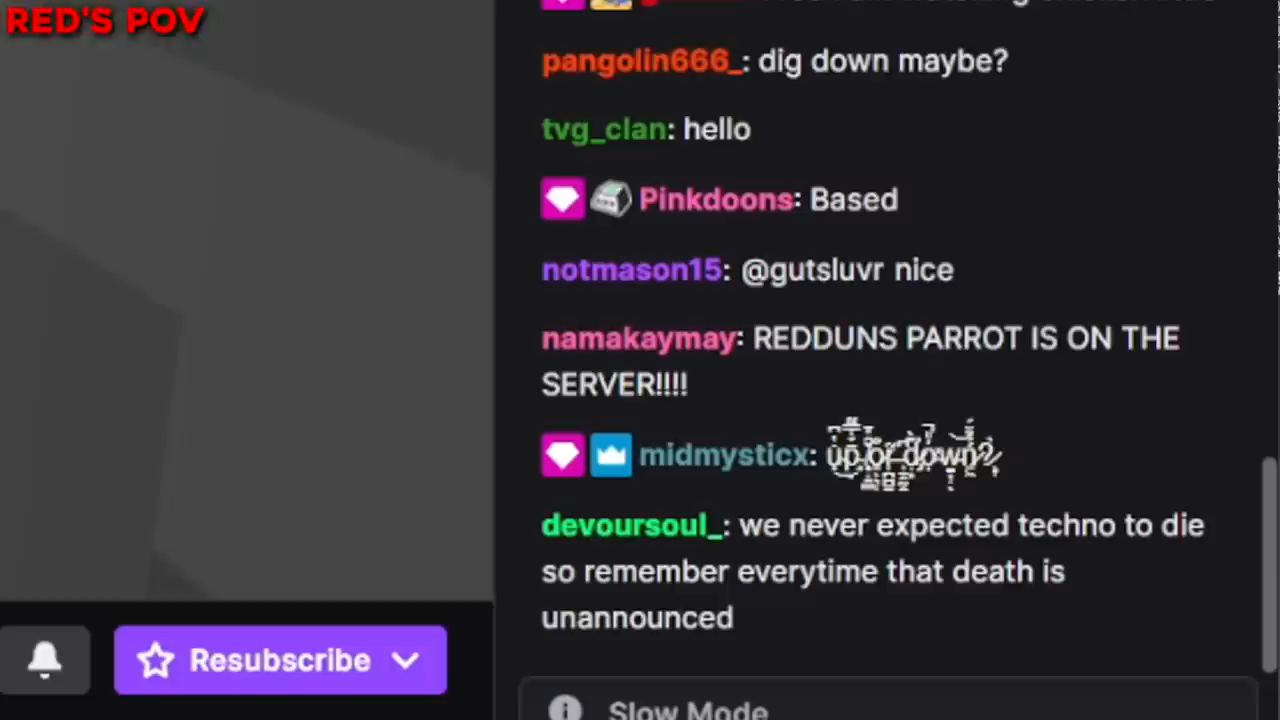 RED'S POV
pangolin666_: dig down maybe?
tvg_clan: hello
Pinkdoons: Based
notmason15: @gutsluvr nice
namakaymay: REDDUNS PARROT IS ON THE
SERVER!!!!
midmysticx: up or down?
devoursoul_: we never expected techno to die
so remember everytime that death is
unannounced
Resubscribe
Slow Mode